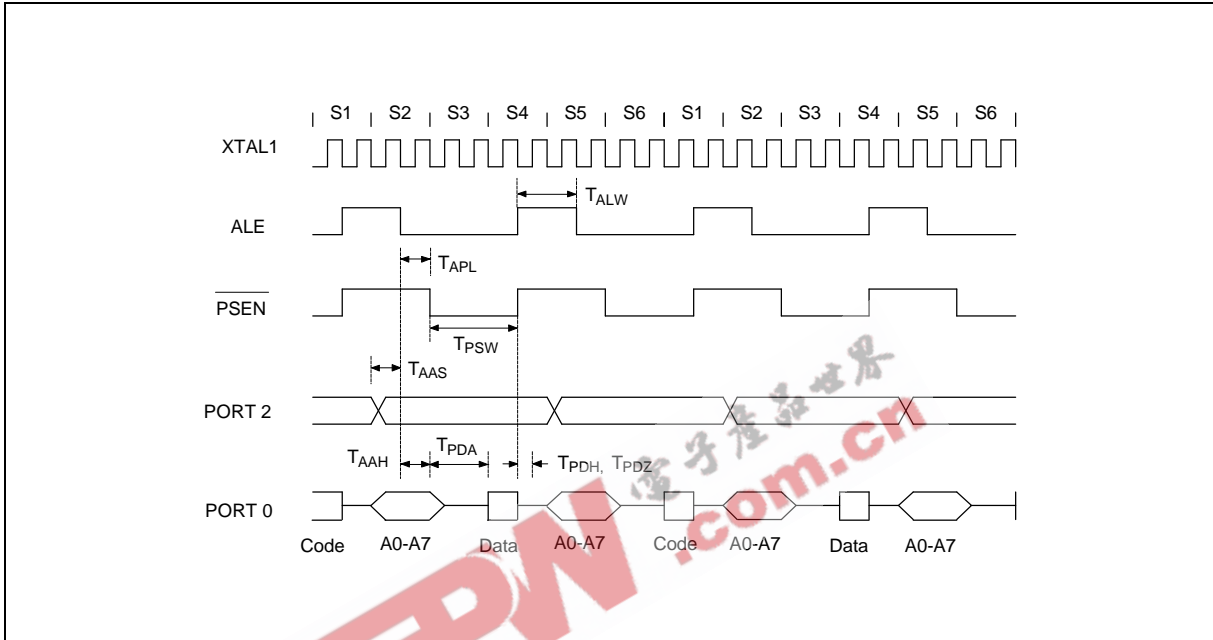 S1 S2 S3 S4 S5 S6 S1 S2 S3 S4 S5 S6
XTAL1
TALW
ALE
TAPL
PSEN
TPSW
TAAS
PORT 2
TAAH TPDA TPDH, TPDZ
PORT 0
Code A0-A7 Data A0-A7 Code A0-A7 Data A0-A7
電子產品世界
.com.cn